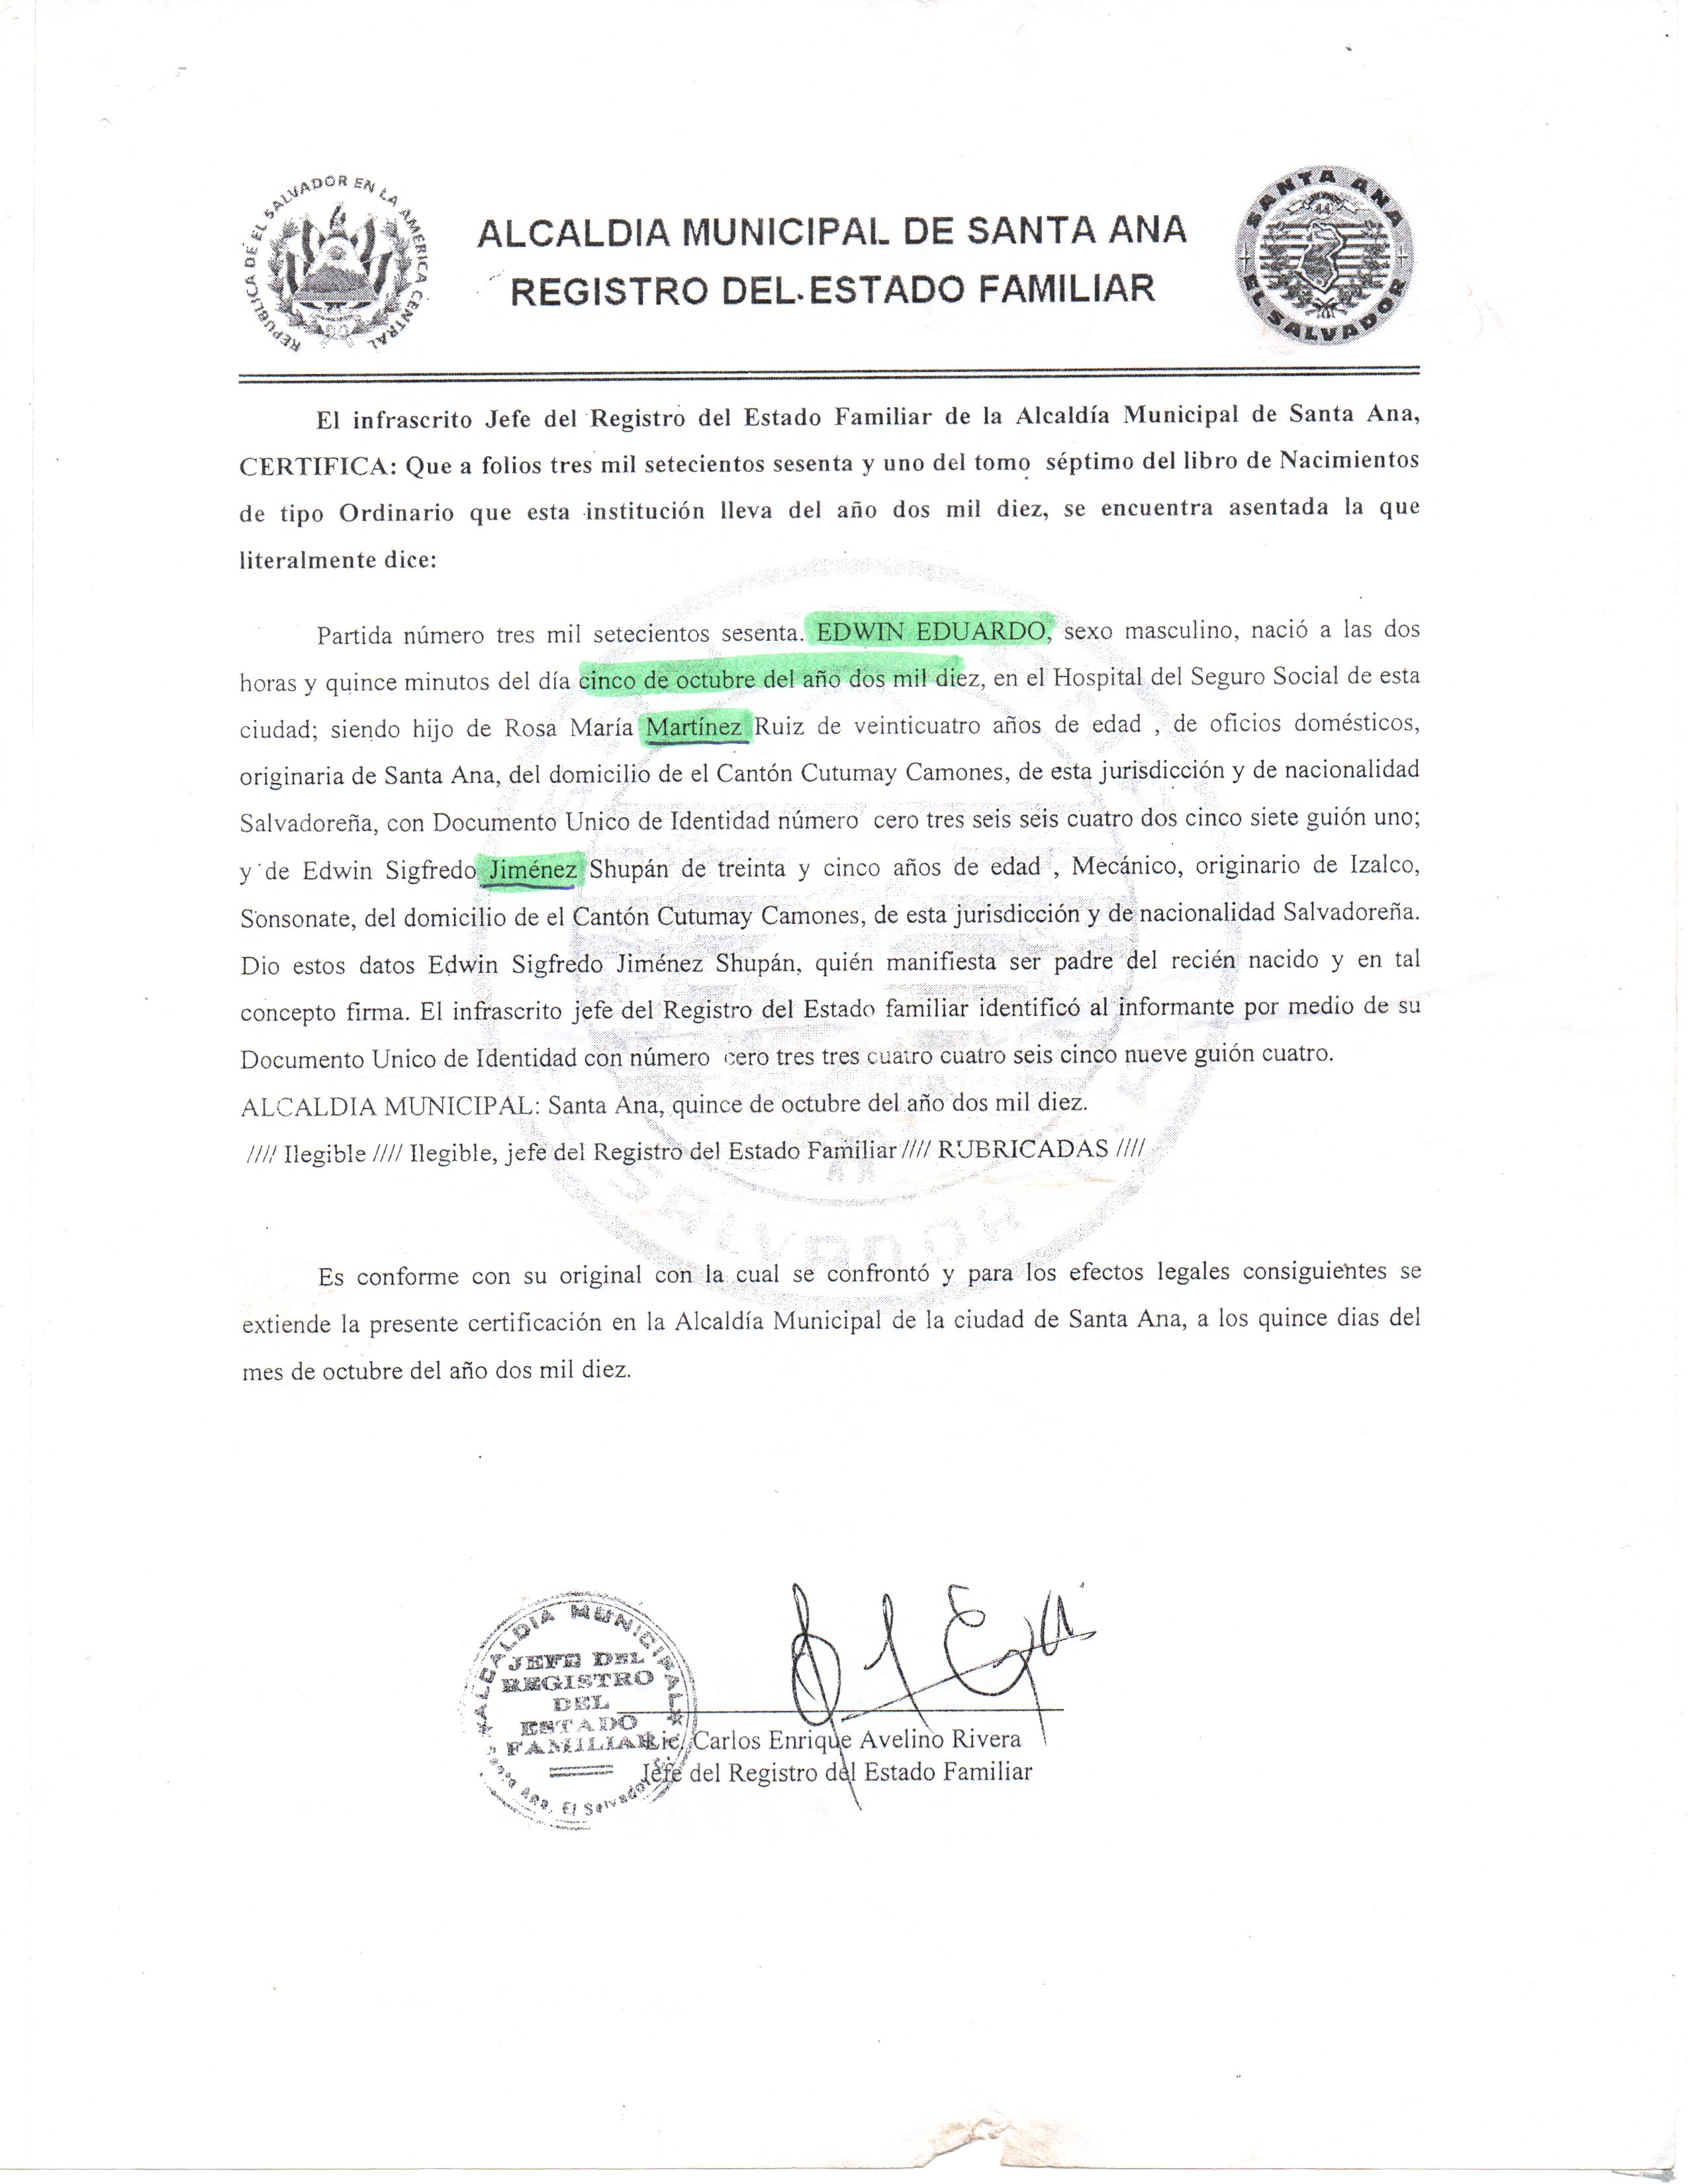 REPUBLICA DE EL SALVADOR EN LA AMERICA CENTRAL
ALCALDIA MUNICIPAL DE SANTA ANA
REGISTRO DEL ESTADO FAMILIAR
SANTA ANA
44
EL SALVADOR
El infrascrito Jefe del Registro del Estado Familiar de la Alcaldía Municipal de Santa Ana,
CERTIFICA: Que a folios tres mil setecientos sesenta y uno del tomo séptimo del libro de Nacimientos
de tipo Ordinario que esta institución lleva del año dos mil diez, se encuentra asentada la que
literalmente dice:
Partida número tres mil setecientos sesenta. EDWIN EDUARDO, sexo masculino, nació a las dos
horas y quince minutos del día cinco de octubre del año dos mil diez, en el Hospital del Seguro Social de esta
ciudad; siendo hijo de Rosa María Martínez Ruiz de veinticuatro años de edad , de oficios domésticos,
originaria de Santa Ana, del domicilio de el Cantón Cutumay Camones, de esta jurisdicción y de nacionalidad
Salvadoreña, con Documento Unico de Identidad número cero tres seis seis cuatro dos cinco siete guión uno;
y de Edwin Sigfredo Jiménez Shupán de treinta y cinco años de edad , Mecánico, originario de Izalco,
Sonsonate, del domicilio de el Cantón Cutumay Camones, de esta jurisdicción y de nacionalidad Salvadoreña.
Dio estos datos Edwin Sigfredo Jiménez Shupán, quién manifiesta ser padre del recién nacido y en tal
concepto firma. El infrascrito jefe del Registro del Estado familiar identificó al informante por medio de su
Documento Unico de Identidad con número cero tres tres cuatro cuatro seis cinco nueve guión cuatro.
ALCALDIA MUNICIPAL: Santa Ana, quince de octubre del año dos mil diez.
//// Ilegible //// Ilegible, jefe del Registro del Estado Familiar //// RUBRICADAS ////
SALVADOR
Es conforme con su original con la cual se confrontó y para los efectos legales consiguientes se
extiende la presente certificación en la Alcaldía Municipal de la ciudad de Santa Ana, a los quince dias del
mes de octubre del año dos mil diez.
ALCALDIA MUNICIPAL
JEFE DEL
REGISTRO
DEL
ESTADO
FAMILIAR
Santa Ana, El Salvador
Lic. Carlos Enrique Avelino Rivera
Jefe del Registro del Estado Familiar